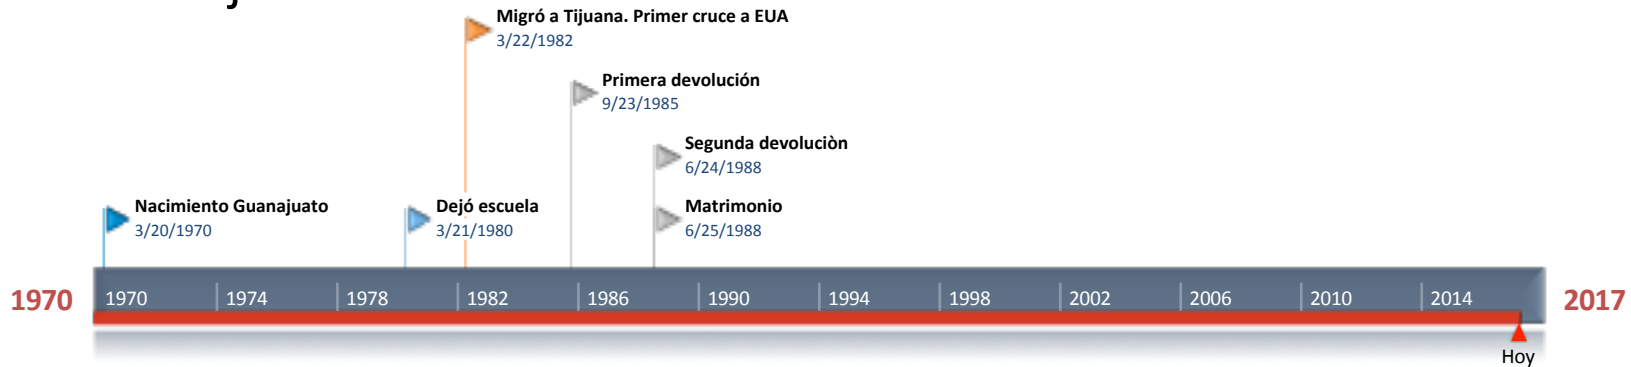 Migró a Tijuana. Primer cruce a EUA
3/22/1982
Primera devolución
9/23/1985
Segunda devoluciòn
6/24/1988
Nacimiento Guanajuato
3/20/1970
Dejó escuela
3/21/1980
Matrimonio
6/25/1988
1970 1970 1974 1978 1982 1986 1990 1994 1998 2002 2006 2010 2014 2017
Hoy